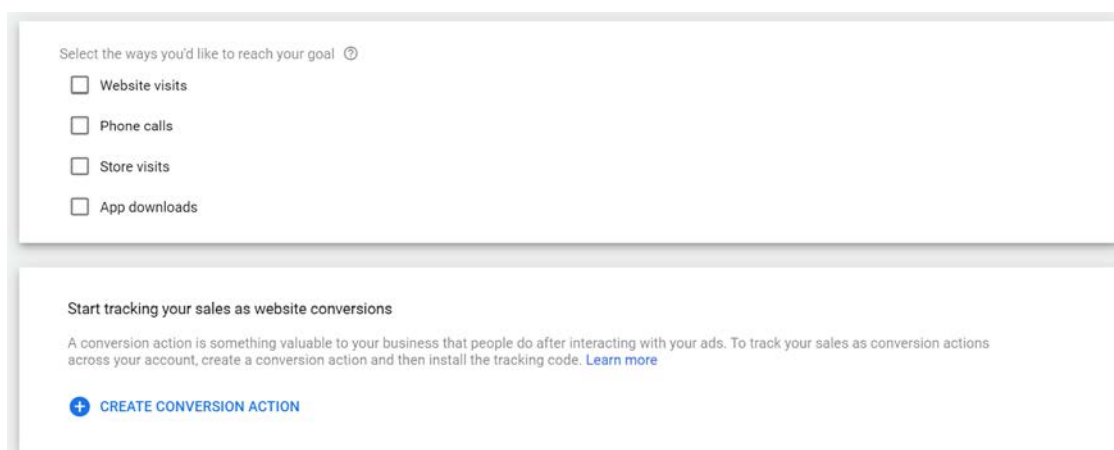 Select the ways you'd like to reach your goal
Website visits
Phone calls
Store visits
App downloads
Start tracking your sales as website conversions
A conversion action is something valuable to your business that people do after interacting with your ads. To track your sales as conversion actions
across your account, create a conversion action and then install the tracking code. Learn more
CREATE CONVERSION ACTION